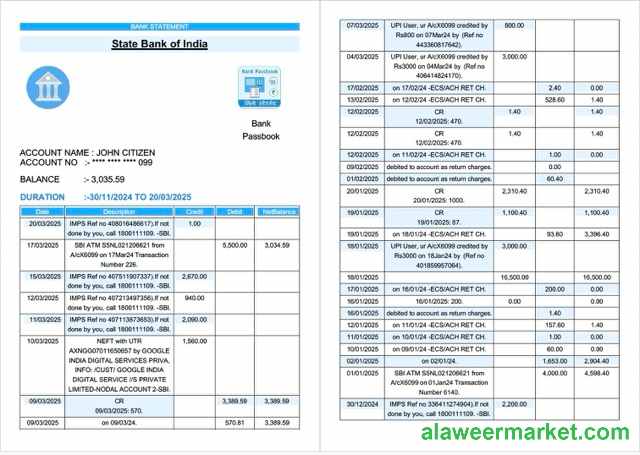 BANK STATEMENT
State Bank of India
Bank Passbook
Bank
Passbook
ACCOUNT NAME : JOHN CITIZEN
ACCOUNT NO :- **** **** **** 099
BALANCE :- 3,035.59
DURATION :-30/11/2024 TO 20/03/2025
Date Description Credit Debit NetBalance
20/03/2025 IMPS Ref no 408016486617).If not 1.00
done by you, call 1800111109. -SBI.
17/03/2025 SBI ATM SSNL021206621 from 5,500.00 3,034.59
A/cX6099 on 17Mar24 Transaction
Number 226.
15/03/2025 IMPS Ref no 407511907337).If not 2,670.00
done by you, call 1800111109. -SBI.
12/03/2025 IMPS Ref no 407213497356).If not 940.00
done by you, call 1800111109. -SBI.
11/03/2025 IMPS Ref no 407113873653).If not 2,090.00
done by you, call 1800111109. -SBI.
10/03/2025 NEFT with UTR 1,560.00
AXNG07011650657 by GOOGLE
INDIA DIGITAL SERVICES PRIVA.
INFO: /CUST/ GOOGLE INDIA
DIGITAL SERVICE //S PRIVATE
LIMITED-NODAL ACCOUNT 2-SBI.
09/03/2025 CR 3,389.59 3,389.59
09/03/2025: 570.
09/03/2025 on 09/03/24. 570.81 3,389.59
07/03/2025 UPI User, ur A/cX6099 credited by 800.00
Rs800 on 07Mar24 by (Ref no
443360817642).
04/03/2025 UPI User, ur A/cX6099 credited by 3,000.00
Rs3000 on 04Mar24 by (Ref no
406414824170).
17/02/2025 on 17/02/24 -ECS/ACH RET CH. 2.40 0.00
13/02/2025 on 12/02/24 -ECS/ACH RET CH. 528.60 1.40
12/02/2025 CR 1.40 1.40
12/02/2025: 470.
12/02/2025 CR 1.40 1.40
12/02/2025: 470.
12/02/2025 on 11/02/24 -ECS/ACH RET CH. 1.00 0.00
09/02/2025 debited to account as return charges. 0.00
01/02/2025 debited to account as return charges. 60.40
20/01/2025 CR 2,310.40 2,310.40
20/01/2025: 1000.
19/01/2025 CR 1,100.40 1,100.40
19/01/2025: 87.
19/01/2025 on 18/01/24 -ECS/ACH RET CH. 93.60 3,396.40
18/01/2025 UPI User, ur A/cX6099 credited by 3,000.00
Rs3000 on 18Jan24 by (Ref no
401859957064).
18/01/2025 16,500.00 16,500.00
17/01/2025 on 16/01/24 -ECS/ACH RET CH. 200.00 0.00
16/01/2025 16/01/2025: 200. 0.00 0.00
16/01/2025 debited to account as return charges. 1.40
12/01/2025 on 11/01/24 -ECS/ACH RET CH. 157.60 1.40
11/01/2025 on 10/01/24 -ECS/ACH RET CH. 1.00
10/01/2025 on 09/01/24 -ECS/ACH RET CH. 60.00 0.00
02/01/2025 on 02/01/24. 1,653.00 2,904.40
01/01/2025 SBI ATM SSNL021206621 from 4,000.00 4,598.40
A/cX6099 on 01Jan24 Transaction
Number 6140.
30/12/2024 IMPS Ref no 336411274904).If not 2,200.00
done by you, call 1800111109. -SBI.
alaweermarket.com